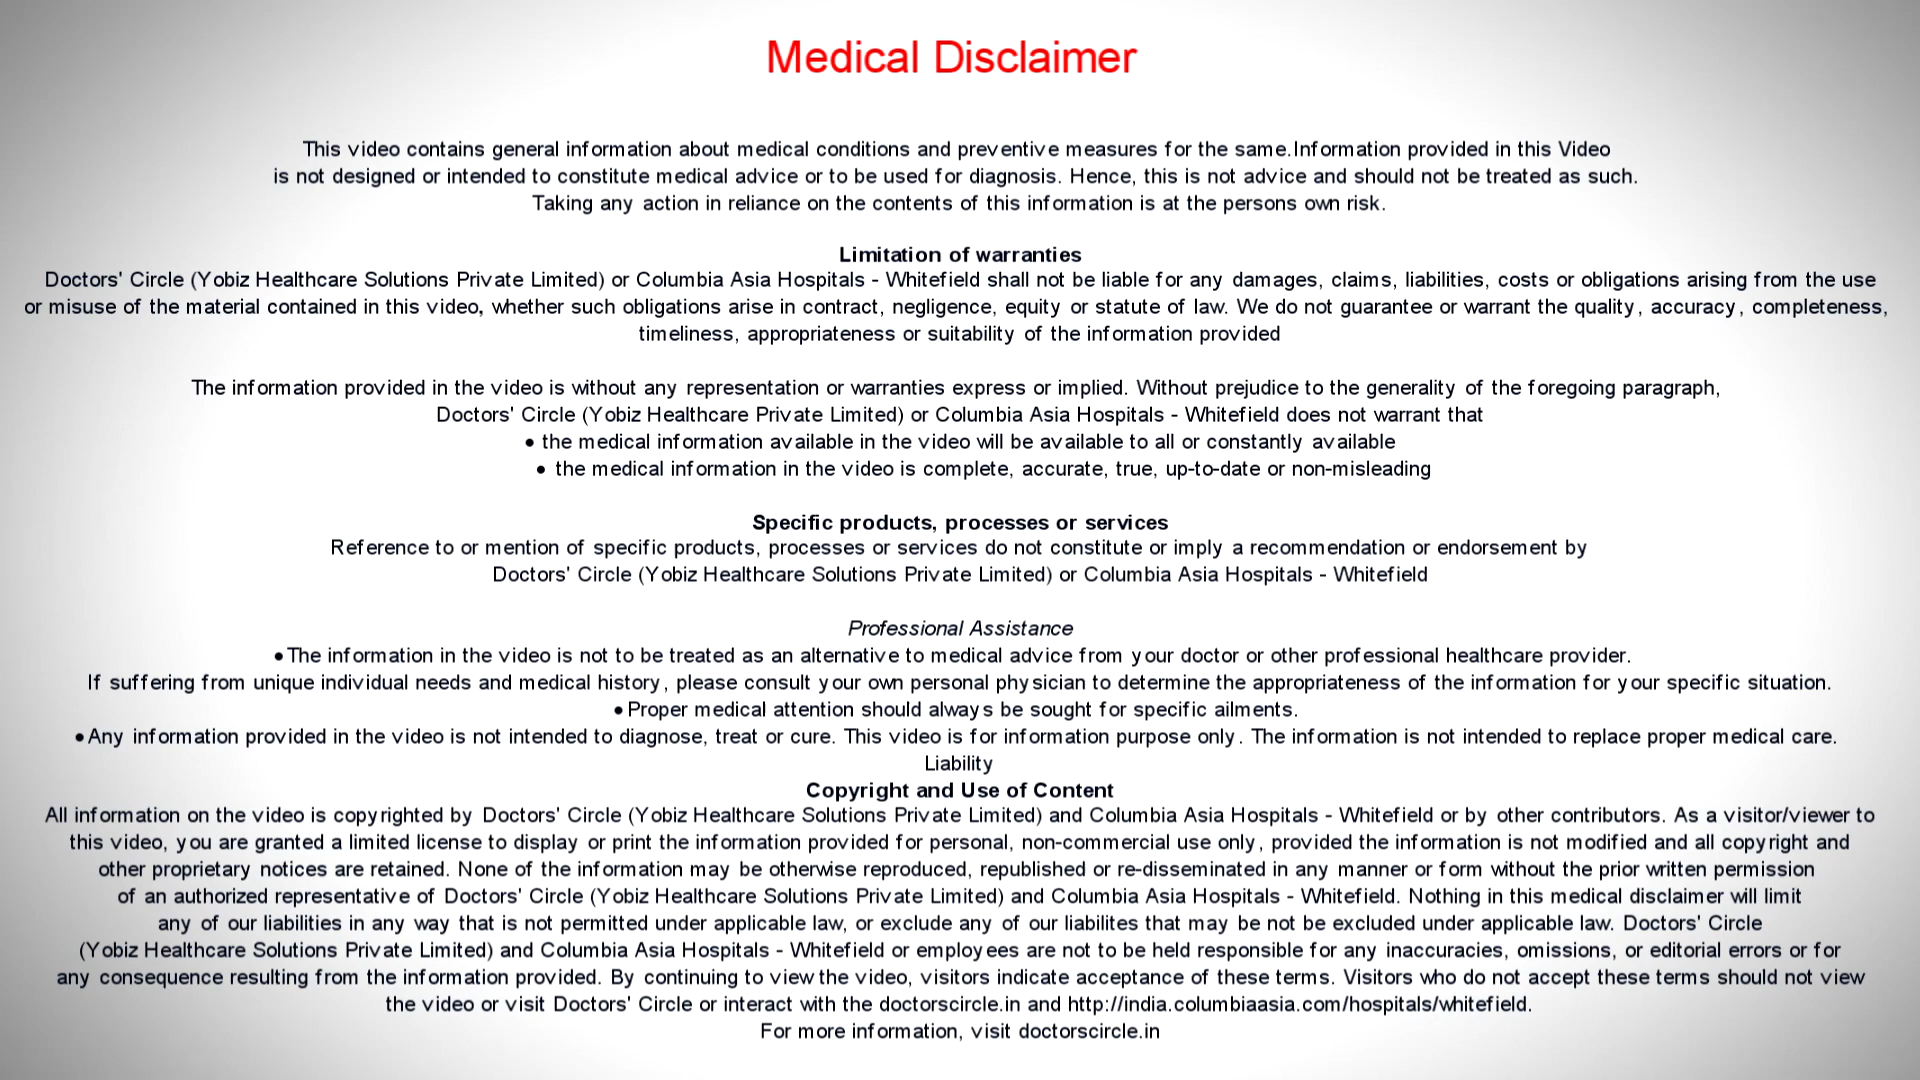 Medical Disclaimer
This video contains general information about medical conditions and preventive measures for the same.Information provided in this Video
is not designed or intended to constitute medical advice or to be used for diagnosis. Hence, this is not advice and should not be treated as such.
Taking any action in reliance on the contents of this information is at the persons own risk.
Limitation of warranties
Doctors' Circle (Yobiz Healthcare Solutions Private Limited) or Columbia Asia Hospitals - Whitefield shall not be liable for any damages, claims, liabilities, costs or obligations arising from the use
or misuse of the material contained in this video, whether such obligations arise in contract, negligence, equity or statute of law. We do not guarantee or warrant the quality, accuracy, completeness,
timeliness, appropriateness or suitability of the information provided
The information provided in the video is without any representation or warranties express or implied. Without prejudice to the generality of the foregoing paragraph,
Doctors' Circle (Yobiz Healthcare Private Limited) or Columbia Asia Hospitals - Whitefield does not warrant that
• the medical information available in the video will be available to all or constantly available
• the medical information in the video is complete, accurate, true, up-to-date or non-misleading
Specific products, processes or services
Reference to or mention of specific products, processes or services do not constitute or imply a recommendation or endorsement by
Doctors' Circle (Yobiz Healthcare Solutions Private Limited) or Columbia Asia Hospitals - Whitefield
Professional Assistance
•The information in the video is not to be treated as an alternative to medical advice from your doctor or other professional healthcare provider.
If suffering from unique individual needs and medical history, please consult your own personal physician to determine the appropriateness of the information for your specific situation.
•Proper medical attention should always be sought for specific ailments.
•Any information provided in the video is not intended to diagnose, treat or cure. This video is for information purpose only. The information is not intended to replace proper medical care.
Liability
Copyright and Use of Content
All information on the video is copyrighted by Doctors' Circle (Yobiz Healthcare Solutions Private Limited) and Columbia Asia Hospitals - Whitefield or by other contributors. As a visitor/viewer to
this video, you are granted a limited license to display or print the information provided for personal, non-commercial use only, provided the information is not modified and all copyright and
other proprietary notices are retained. None of the information may be otherwise reproduced, republished or re-disseminated in any manner or form without the prior written permission
of an authorized representative of Doctors' Circle (Yobiz Healthcare Solutions Private Limited) and Columbia Asia Hospitals - Whitefield. Nothing in this medical disclaimer will limit
any of our liabilities in any way that is not permitted under applicable law, or exclude any of our liabilites that may be not be excluded under applicable law. Doctors' Circle
(Yobiz Healthcare Solutions Private Limited) and Columbia Asia Hospitals - Whitefield or employees are not to be held responsible for any inaccuracies, omissions, or editorial errors or for
any consequence resulting from the information provided. By continuing to view the video, visitors indicate acceptance of these terms. Visitors who do not accept these terms should not view
the video or visit Doctors' Circle or interact with the doctorscircle.in and http://india.columbiaasia.com/hospitals/whitefield.
For more information, visit doctorscircle.in